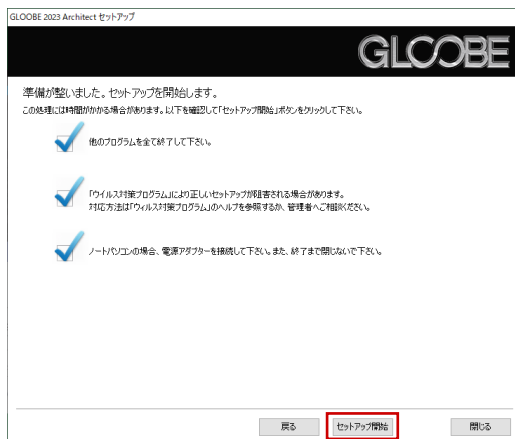 GLOOBE 2023 Architect セットアップ
GLOOBE
準備が整いました。セットアップを開始します。
この処理には時間がかかる場合があります。以下を確認して「セットアップ開始」ボタンをクリックして下さい。
他のプログラムを全て終了して下さい。
「ウイルス対策プログラム」により正しいセットアップが阻害される場合があります。
対応方法は「ウィルス対策プログラム」のヘルプを参照するか、管理者へご相談ください。
ノートパソコンの場合、電源アダプターを接続して下さい。また、終了まで閉じないで下さい。
戻る セットアップ開始 閉じる